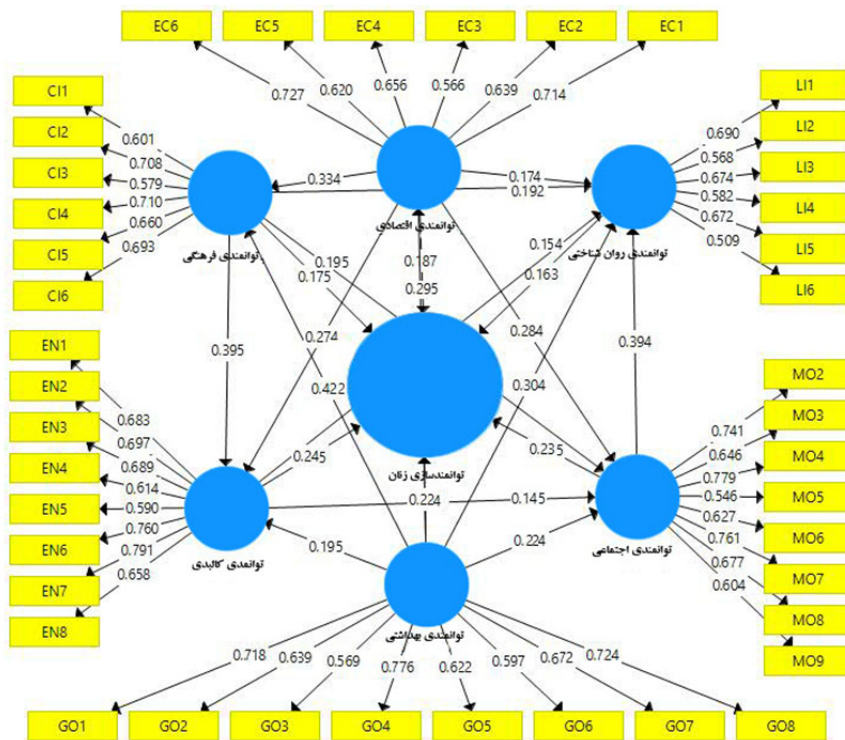 EC6 EC5 EC4 EC3 EC2 EC1
0.727 0.620 0.656 0.566 0.639 0.714
CI1
CI2
CI3
CI4
CI5
CI6
0.601
0.708
0.579
0.710
0.660
0.693
LI1
LI2
LI3
LI4
LI5
LI6
0.690
0.568
0.674
0.582
0.672
0.509
0.334
0.174
0.192
توانمندی فرهنگی
توانمندی اقتصادی
توانمندی روان شناختی
0.195
0.175
0.187
0.295
0.154
0.163
0.274
0.284
0.395
0.422
0.304
0.394
EN1
EN2
EN3
EN4
EN5
EN6
EN7
EN8
0.683
0.697
0.689
0.614
0.590
0.760
0.791
0.658
MO2
MO3
MO4
MO5
MO6
MO7
MO8
MO9
0.741
0.646
0.779
0.546
0.627
0.761
0.677
0.604
0.245
توانمندسازی زنان
0.235
0.224
0.145
توانمندی کالبدی
توانمندی اجتماعی
0.195
0.224
توانمندی بهداشتی
0.718 0.639 0.569 0.776 0.622 0.597 0.672 0.724
GO1 GO2 GO3 GO4 GO5 GO6 GO7 GO8